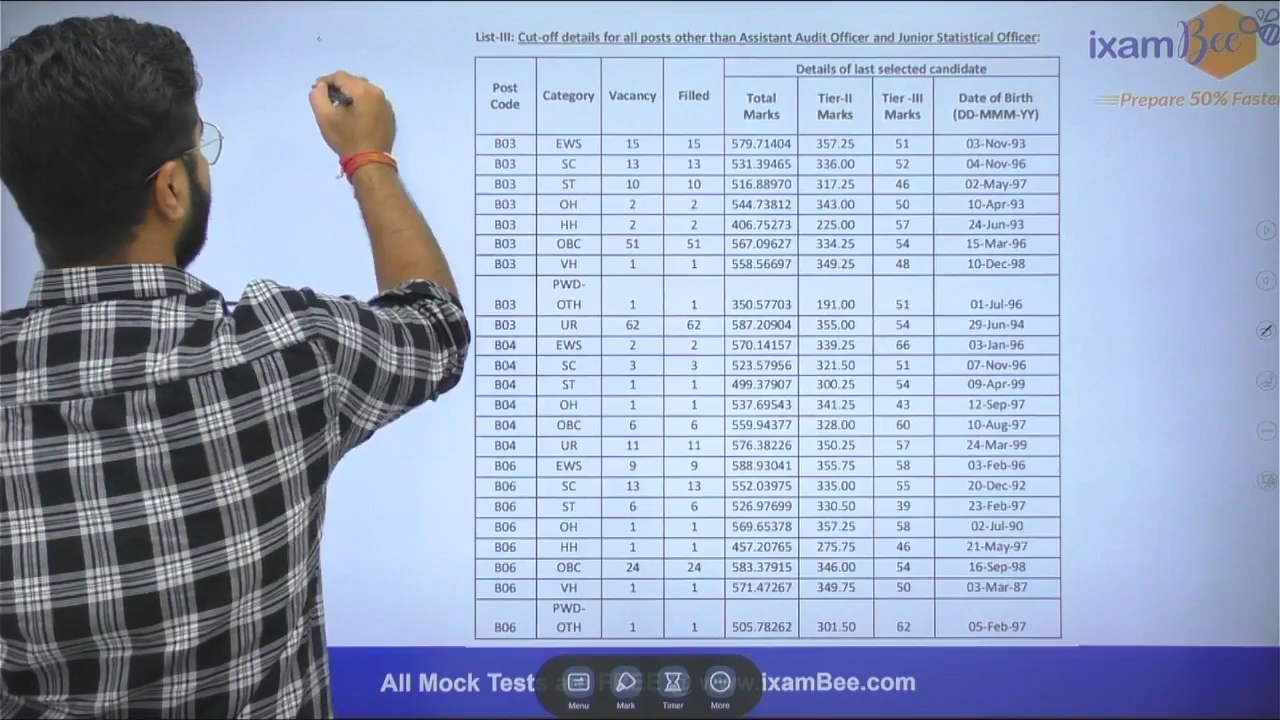 ixamBee
Prepare 50% Faste
List-III: Cut-off details for all posts other than Assistant Audit Officer and Junior Statistical Officer:
Post Code Category Vacancy Filled Details of last selected candidate
Total Marks Tier-II Marks Tier -III Marks Date of Birth (DD-MMM-YY)
B03 EWS 15 15 579.71404 357.25 51 03-Nov-93
B03 SC 13 13 531.39465 336.00 52 04-Nov-96
B03 ST 10 10 516.88970 317.25 46 02-May-97
B03 OH 2 2 544.73812 343.00 50 10-Apr-93
B03 HH 2 2 406.75273 225.00 57 24-Jun-93
B03 OBC 51 51 567.09627 334.25 54 15-Mar-96
B03 VH 1 1 558.56697 349.25 48 10-Dec-98
B03 PWD-OTH 1 1 350.57703 191.00 51 01-Jul-96
B03 UR 62 62 587.20904 355.00 54 29-Jun-94
B04 EWS 2 2 570.14157 339.25 66 03-Jan-96
B04 SC 3 3 523.57956 321.50 51 07-Nov-96
B04 ST 1 1 499.37907 300.25 54 09-Apr-99
B04 OH 1 1 537.69543 341.25 43 12-Sep-97
B04 OBC 6 6 559.94377 328.00 60 10-Aug-97
B04 UR 11 11 576.38226 350.25 57 24-Mar-99
B06 EWS 9 9 588.93041 355.75 58 03-Feb-96
B06 SC 13 13 552.03975 335.00 55 20-Dec-92
B06 ST 6 6 526.97699 330.50 39 23-Feb-97
B06 OH 1 1 569.65378 357.25 58 02-Jul-90
B06 HH 1 1 457.20765 275.75 46 21-May-97
B06 OBC 24 24 583.37915 346.00 54 16-Sep-98
B06 VH 1 1 571.47267 349.75 50 03-Mar-87
B06 PWD-OTH 1 1 505.78262 301.50 62 05-Feb-97
All Mock Tests ixamBee.com
Menu Mark Timer More